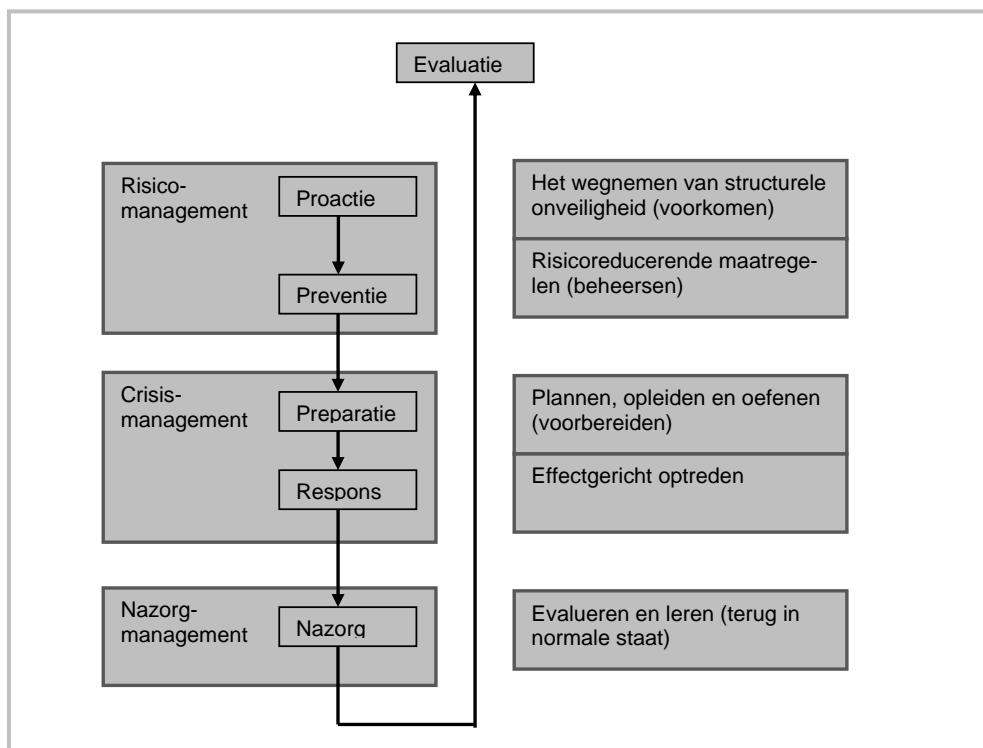 Evaluatie
Risico-
management
Proactie
Preventie
Het wegnemen van structurele
onveiligheid (voorkomen)
Risicoreducerende maatrege-
len (beheersen)
Crisis-
management
Preparatie
Respons
Plannen, opleiden en oefenen
(voorbereiden)
Effectgericht optreden
Nazorg-
management
Nazorg
Evalueren en leren (terug in
normale staat)